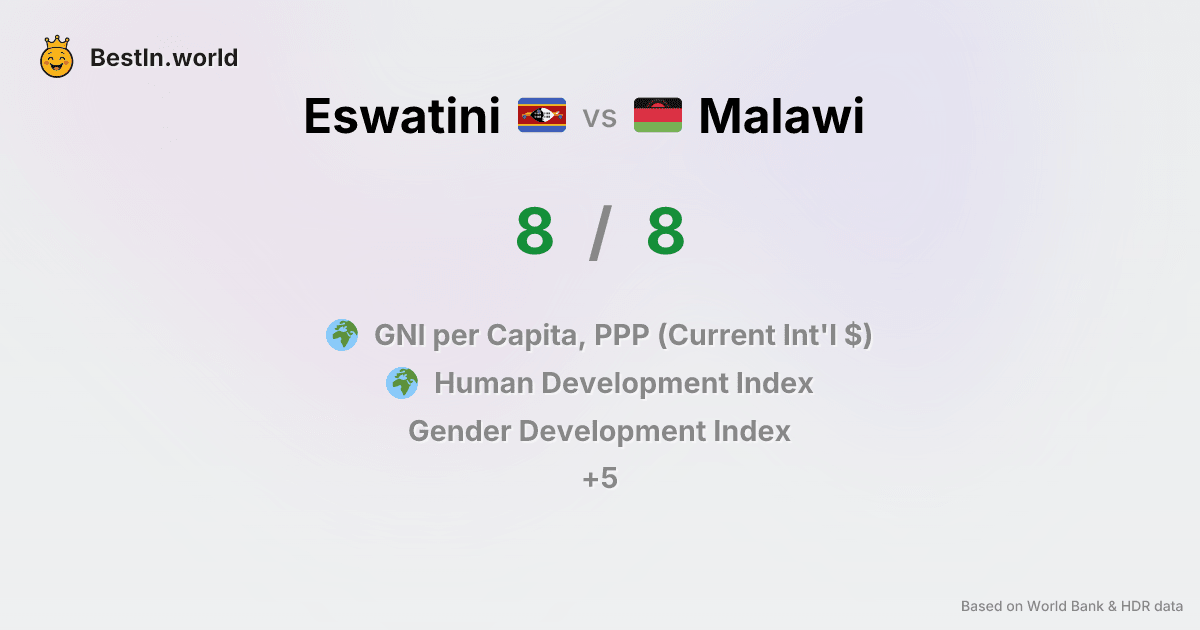 BestIn.world
Eswatini vs Malawi
8 / 8
GNI per Capita, PPP (Current Int'l $)
Human Development Index
Gender Development Index
+5
Based on World Bank & HDR data